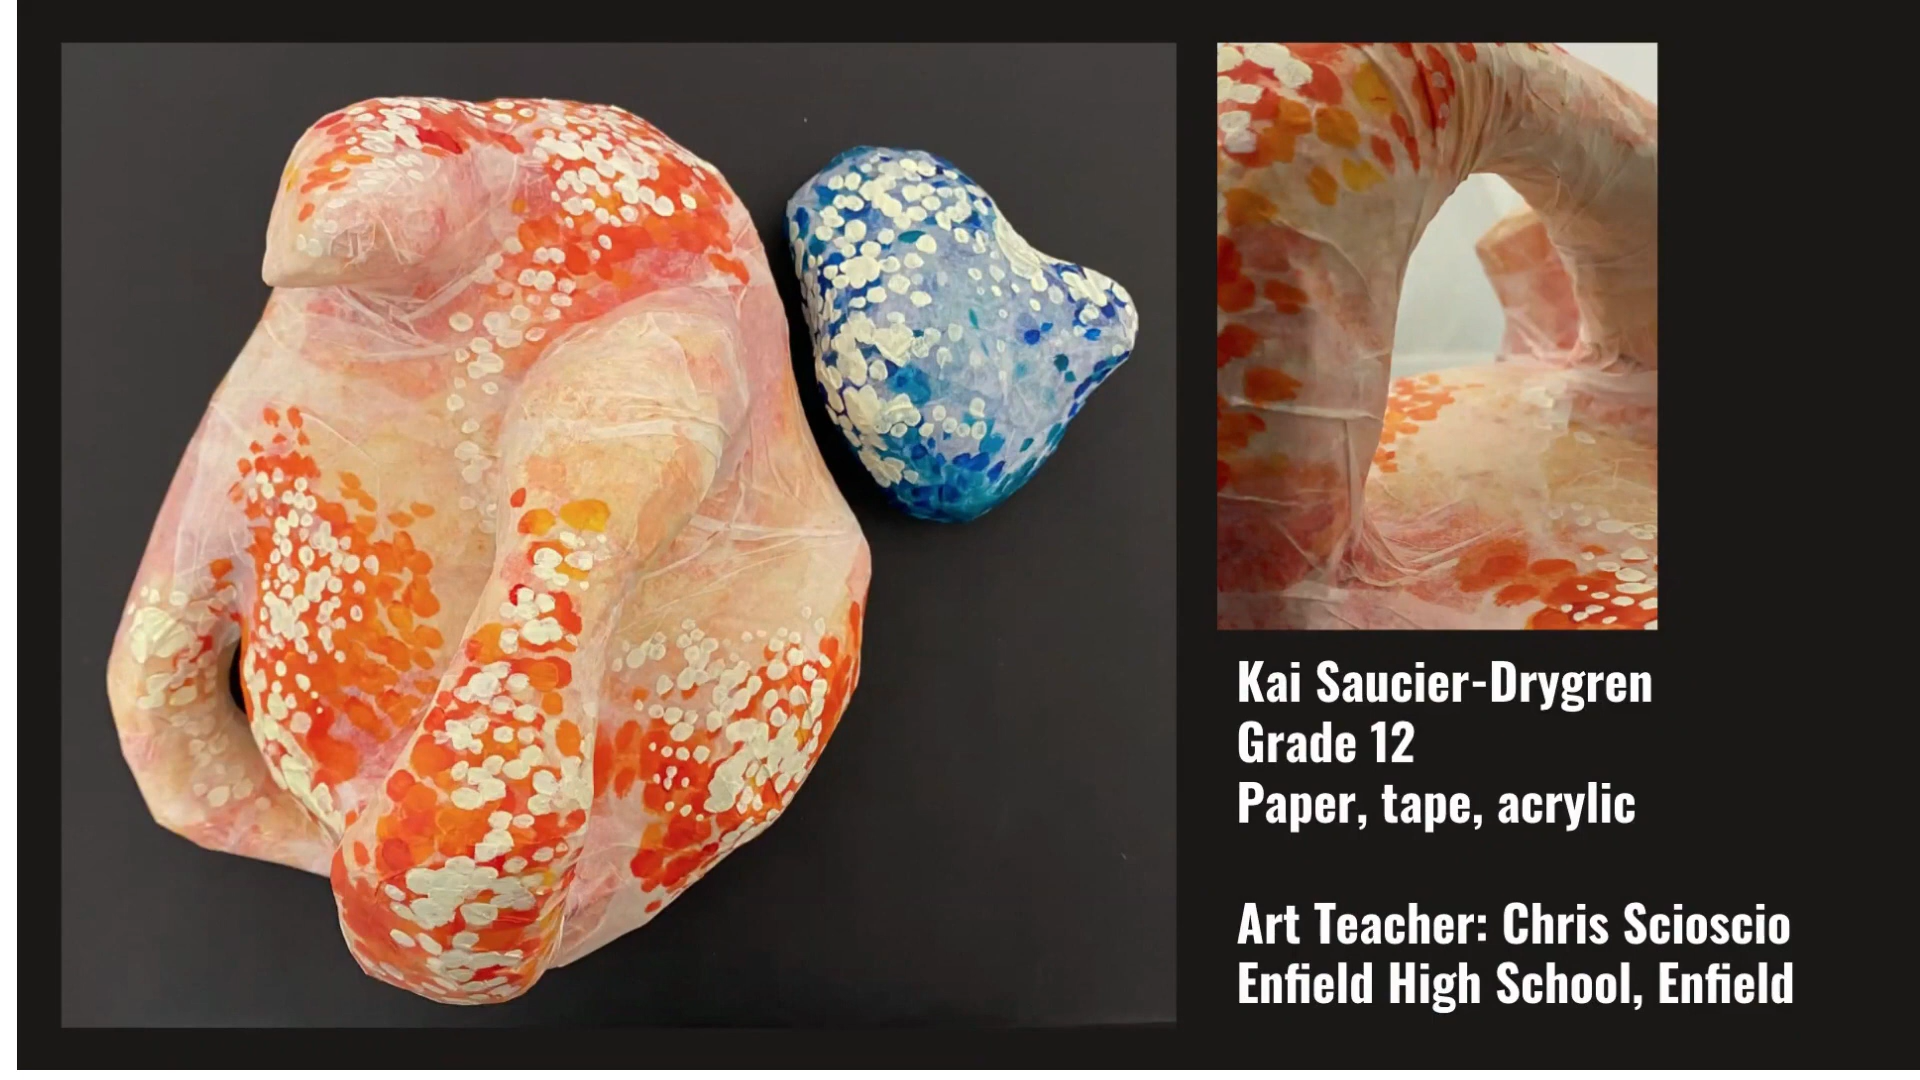 Kai Saucier-Drygren
Grade 12
Paper, tape, acrylic
Art Teacher: Chris Scioscio
Enfield High School, Enfield